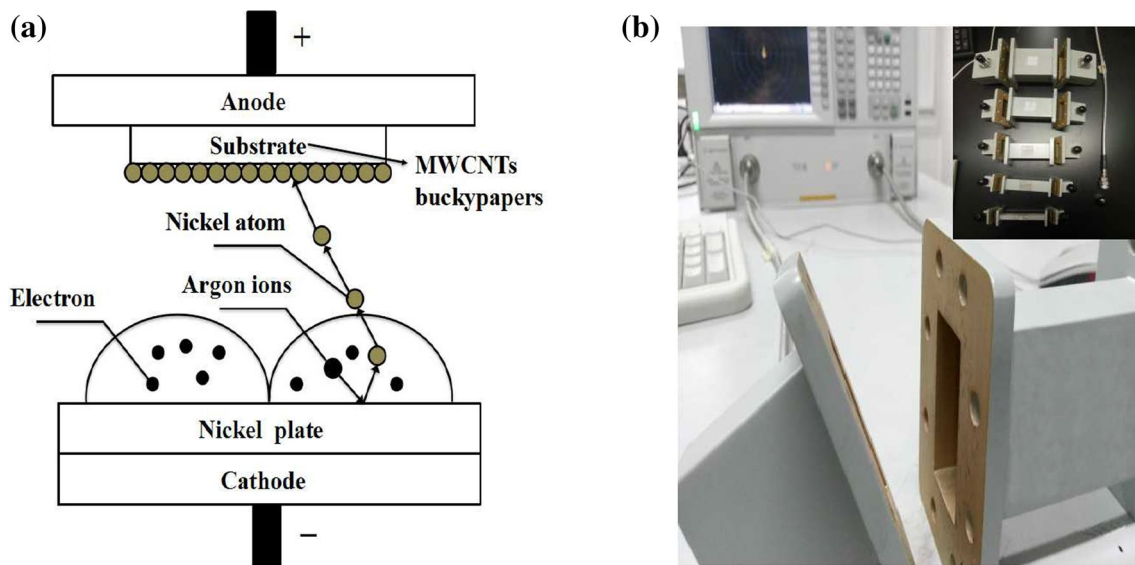 (a)
+
Anode
Substrate
MWCNTs
buckypapers
Nickel atom
Argon ions
Electron
Nickel plate
Cathode
−
(b)